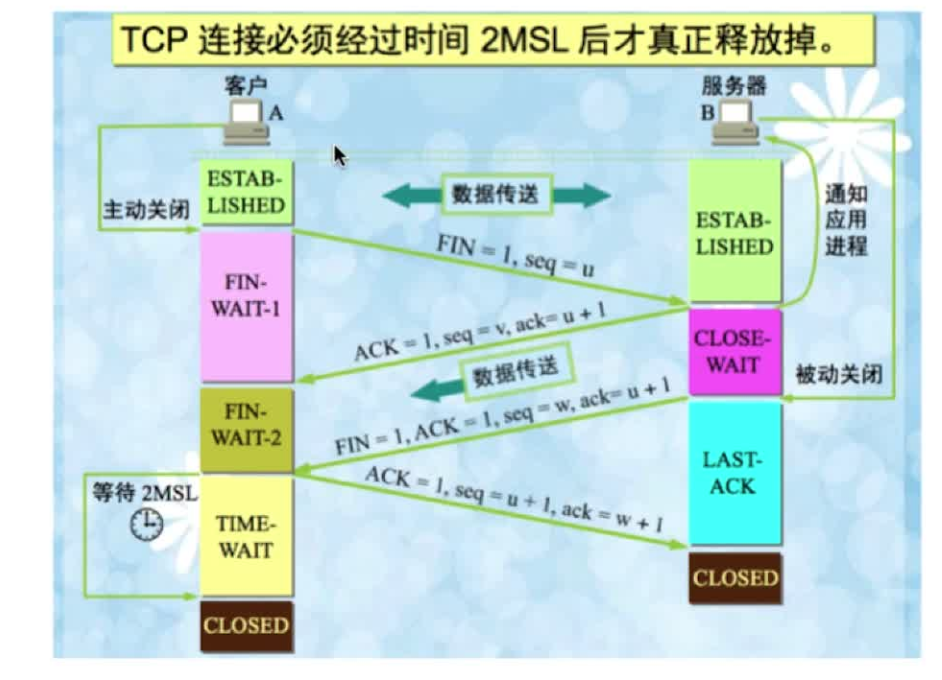 TCP 连接必须经过时间 2MSL 后才真正释放掉。
客户
A
服务器
B
ESTAB-
LISHED
主动关闭
数据传送
ESTAB-
LISHED
通知
应用
进程
FIN = 1, seq = u
FIN-
WAIT-1
ACK = 1, seq = v, ack= u + 1
CLOSE-
WAIT
数据传送
被动关闭
FIN-
WAIT-2
FIN = 1, ACK = 1, seq = w, ack= u + 1
LAST-
ACK
ACK = 1, seq = u + 1, ack = w + 1
等待 2MSL
TIME-
WAIT
CLOSED
CLOSED